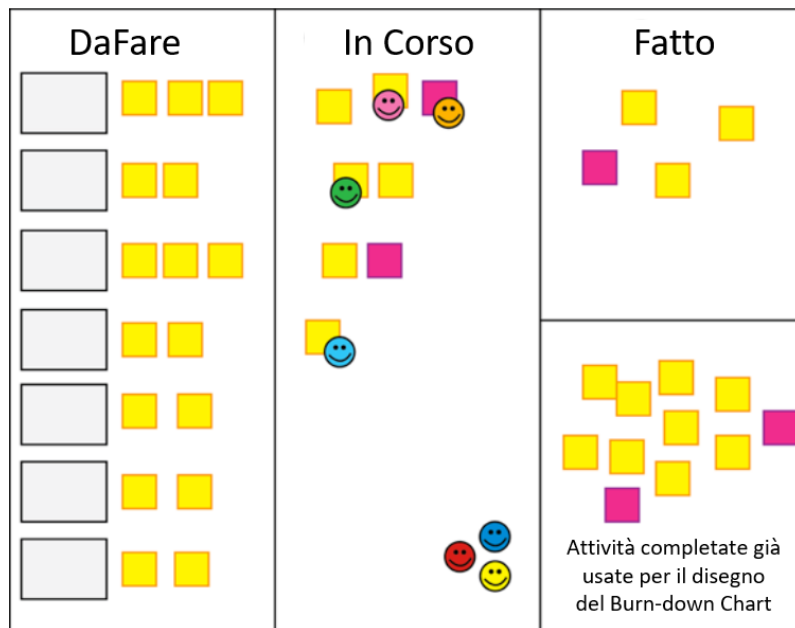 DaFare
In Corso
Fatto
Attività completate già
usate per il disegno
del Burn-down Chart